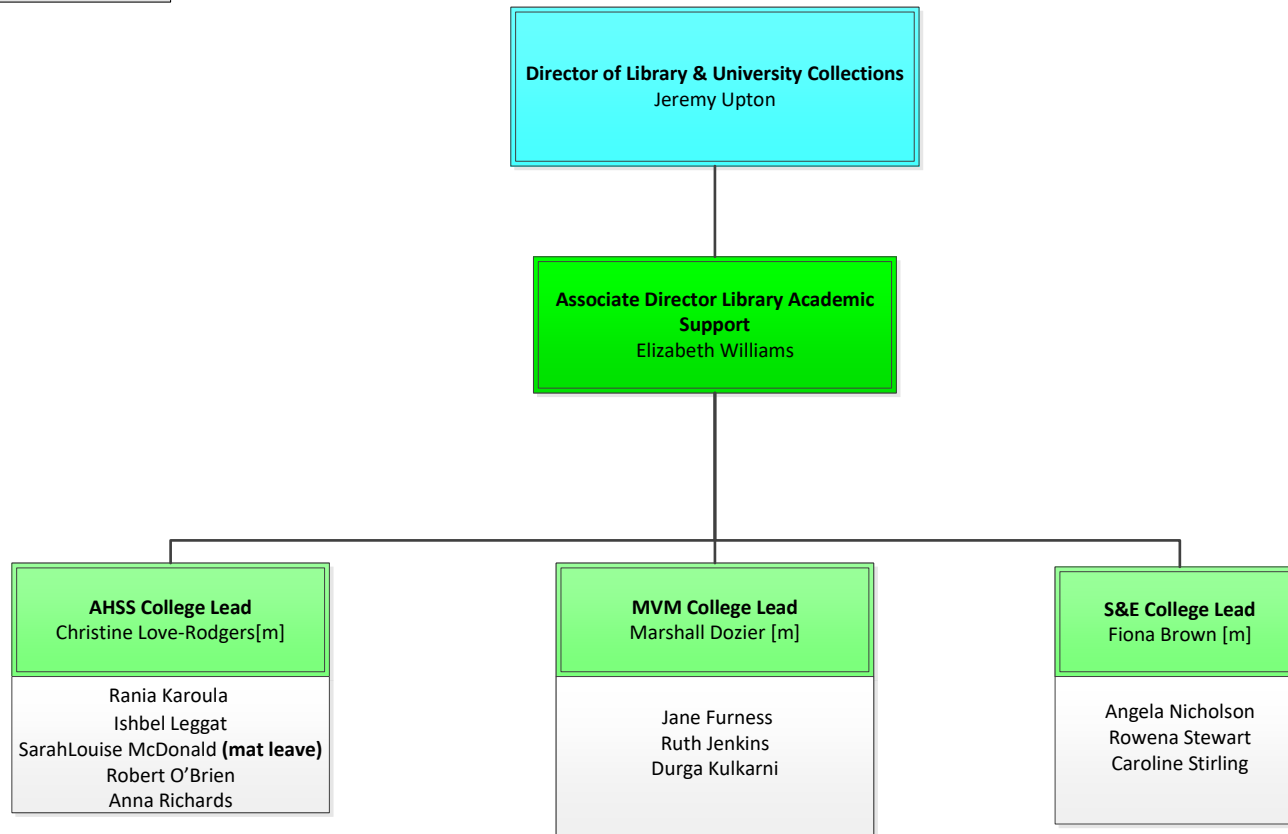 Director of Library & University Collections
Jeremy Upton
Associate Director Library Academic
Support
Elizabeth Williams
AHSS College Lead
Christine Love-Rodgers[m]
Rania Karoula
Ishbel Leggat
SarahLouise McDonald (mat leave)
Robert O’Brien
Anna Richards
MVM College Lead
Marshall Dozier [m]
Jane Furness
Ruth Jenkins
Durga Kulkarni
S&E College Lead
Fiona Brown [m]
Angela Nicholson
Rowena Stewart
Caroline Stirling